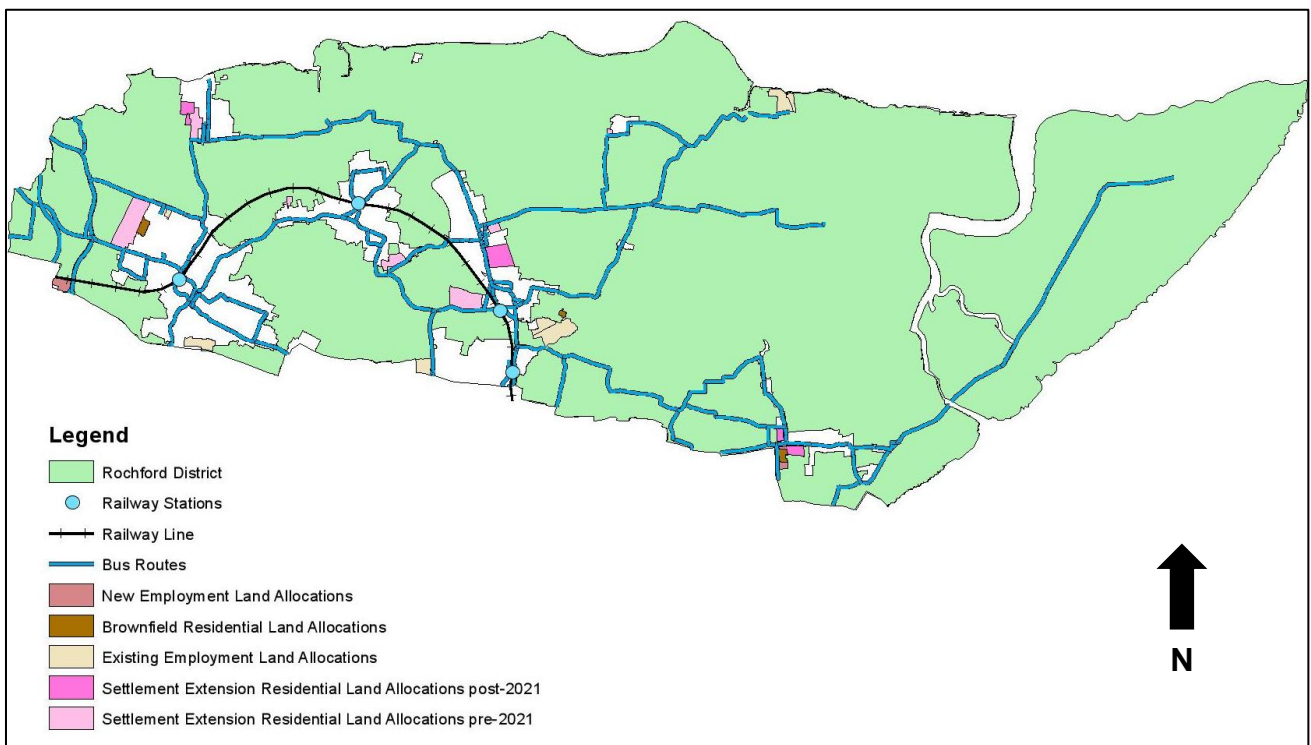 Legend
Rochford District
Railway Stations
Railway Line
Bus Routes
New Employment Land Allocations
Brownfield Residential Land Allocations
Existing Employment Land Allocations
Settlement Extension Residential Land Allocations post-2021
Settlement Extension Residential Land Allocations pre-2021
N